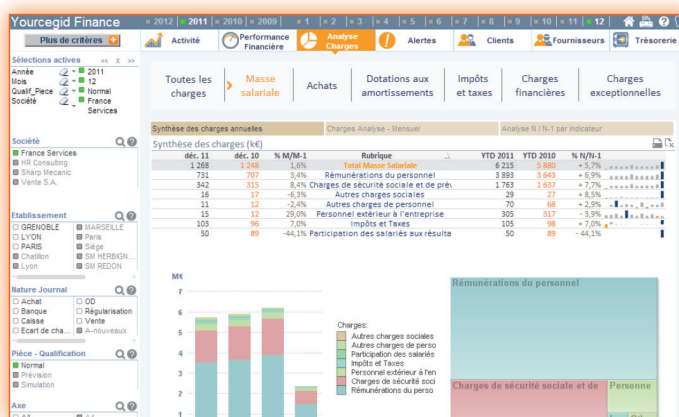 Yourcegid Finance
2012 2011 2010 2009 1 2 3 4 5 6 7 8 9 10 11 12
Plus de critères
Activité
Performance Financière
Analyse Charges
Alertes
Clients
Fournisseurs
Trésorerie
Sélections actives << X >>
Année 2011
Mois 12
Qualif_Piece Normal
Société France Services
Toutes les charges
Masse salariale
Achats
Dotations aux amortissements
Impôts et taxes
Charges financières
Charges exceptionnelles
Synthèse des charges annuelles
Charges Analyse - Mensuel
Analyse N / N-1 par indicateur
Synthèse des charges (k€)
déc. 11 déc. 10 % M/M-1 Rubrique YTD 2011 YTD 2010 % N/N-1
1 268 1 248 1,6% Total Masse Salariale 6 215 5 880 + 5,7%
731 707 3,4% Rémunérations du personnel 3 893 3 643 + 6,9%
342 315 8,4% Charges de sécurité sociale et de prév 1 763 1 637 + 7,7%
16 17 -6,3% Autres charges sociales 29 27 + 8,5%
11 12 -2,4% Autres charges de personnel 70 68 + 2,9%
15 12 29,0% Personnel extérieur à l'entreprise 305 317 - 3,9%
103 96 7,0% Impôts et Taxes 105 98 + 7,0%
50 89 -44,1% Participation des salariés aux résulta 50 89 - 44,1%
Société
France Services
HR Consulting
Sharp Mecanic
Vente S.A.
Etablissement
GRENOBLE MARSEILLE
LYON Paris
PARIS Siège
Chatillon SM HERBIGN...
Lyon SM REDON
Nature Journal
Achat OD
Banque Régularisation
Caisse Vente
Ecart de cha... A-nouveaux
Pièce - Qualification
Normal
Prévision
Simulation
Axe
M€
7
6
5
4
3
2
1
Charges:
Autres charges sociales
Autres charges de perso
Participation des salariés
Impôts et Taxes
Personnel extérieur à l'en
Charges de sécurité soci
Rémunérations du perso
Rémunérations du personnel
Charges de sécurité sociale et de
Personne